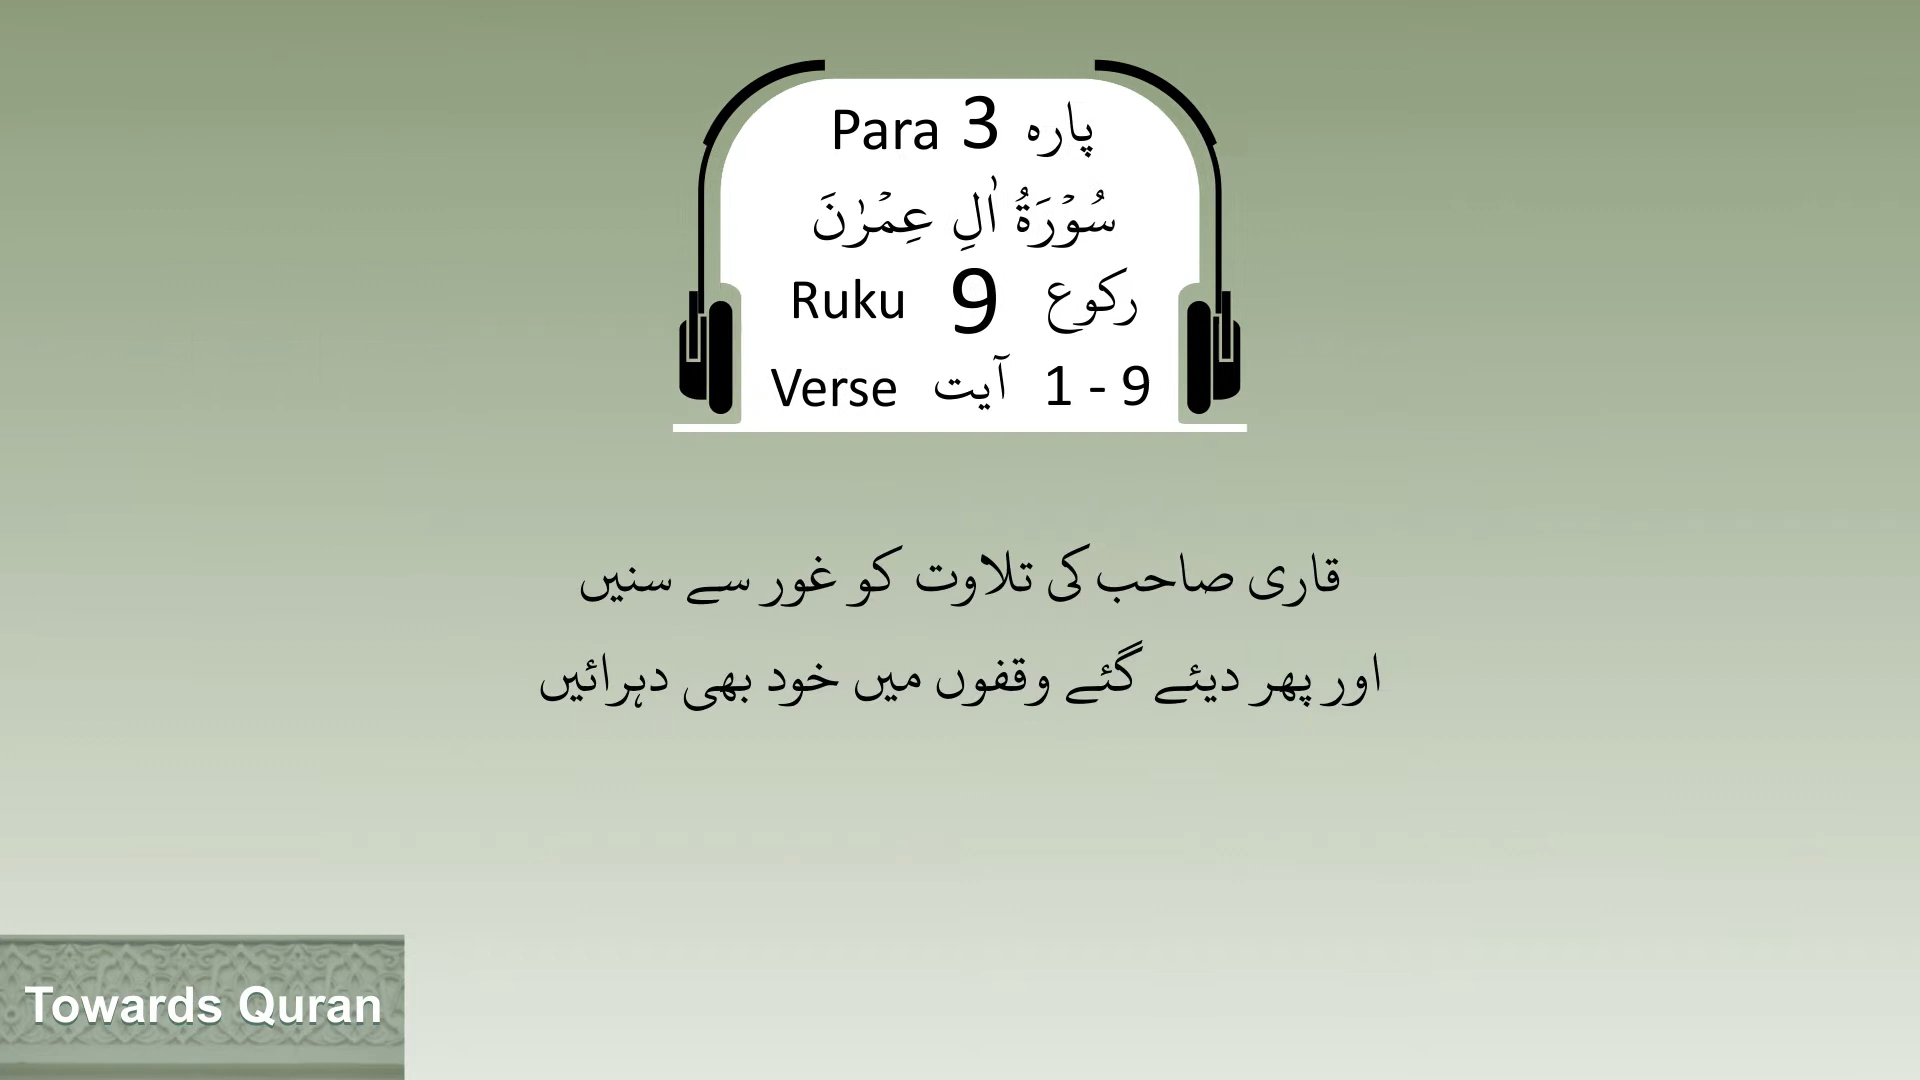 Para 3 پارہ
سُوۡرَۃُ اٰلِ عِمۡرٰنَ
Ruku 9 رکوع
Verse آیت 1 - 9
قاری صاحب کی تلاوت کو غور سے سنیں
اور پھر دیئے گئے وقفوں میں خود بھی دہرائیں
Towards Quran